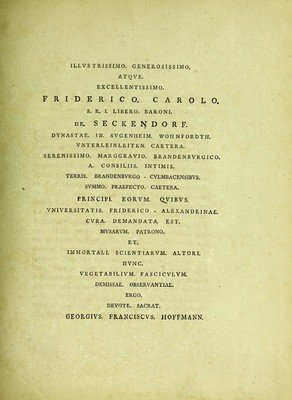 ILLVSTRISSIMO. GENEROSISSIMO.
ATQVE.
EXCELLENTISSIMO.
FRIDERICO. CAROLO.
S. R. I. LIBERO. BARONI.
DE. SECKENDORF.
DYNASTAE. IN. SVGENHEIM. WOHNFORDTH.
VNTERLEINLEITEN. CAETERA.
SERENISSIMO. MARGGRAVIO. BRANDENBVRGICO.
A. CONSILIIS. INTIMIS.
TERRIS. BRANDENBVRGO - CVLMBACENSIBVS.
SVMMO. PRAEFECTO. CAETERA.
PRINCIPI. EORVM. QVIBVS.
VNIVERSITATIS. FRIDERICO - ALEXANDRINAE.
CVRA. DEMANDATA. EST.
MVSARVM. PATRONO.
ET.
IMMORTALI. SCIENTIARVM. ALTORI.
HVNC.
VEGETABILIVM. FASCICVLVM.
DEMISSAE. OBSERVANTIAE.
ERGO.
DEVOTE. SACRAT.
GEORGIVS. FRANCISCVS. HOFFMANN.